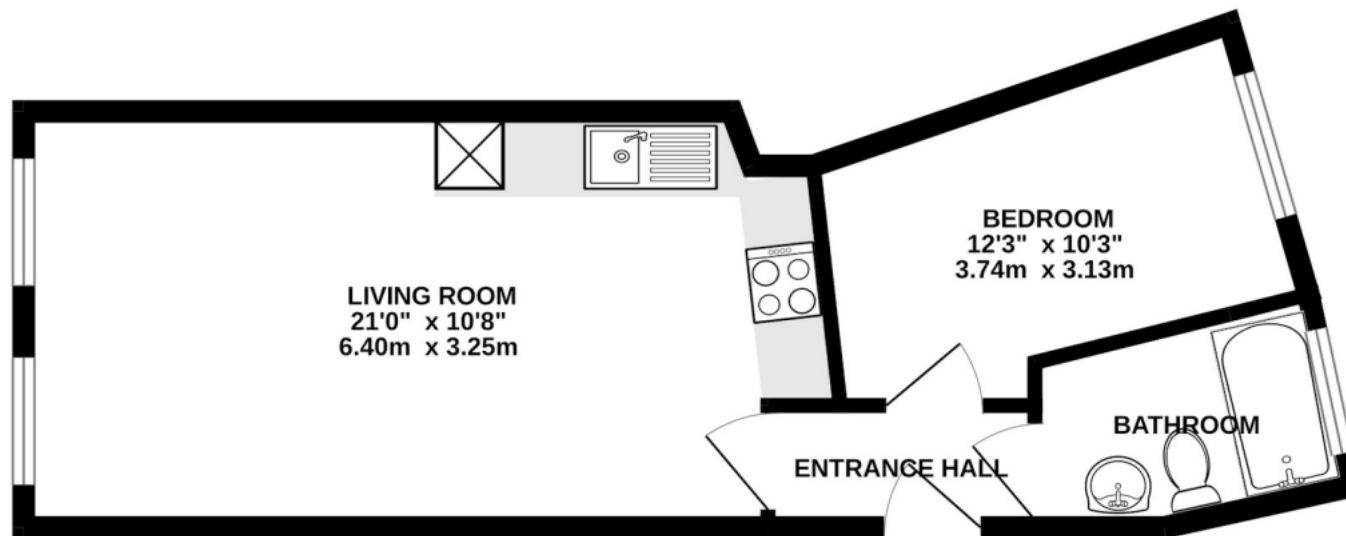 BEDROOM
12'3" x 10'3"
3.74m x 3.13m
LIVING ROOM
21'0" x 10'8"
6.40m x 3.25m
BATHROOM
ENTRANCE HALL